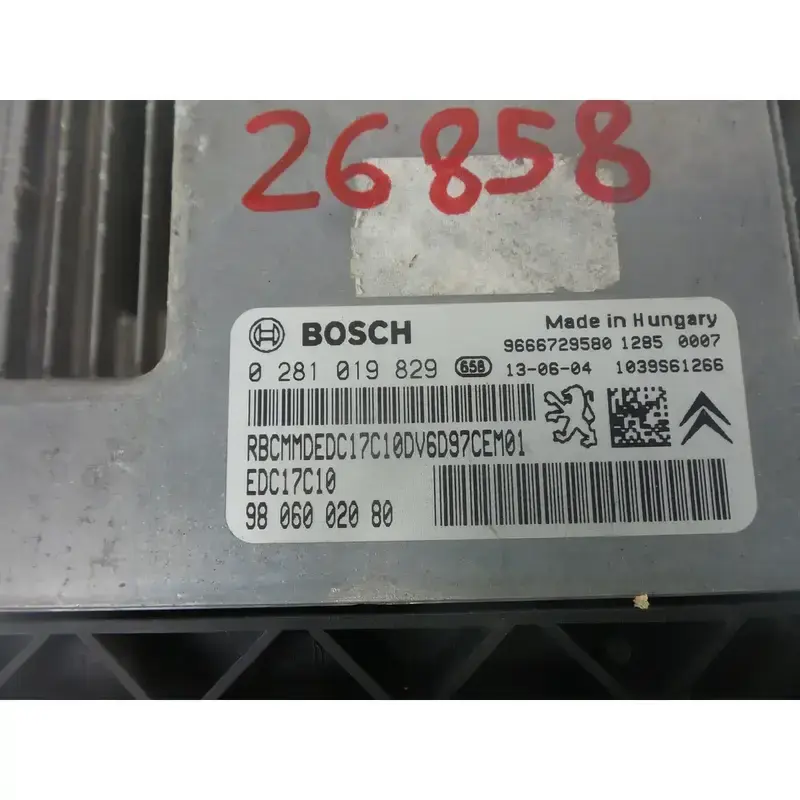 26858
BOSCH
Made in Hungary
9666729580 1285 0007
0 281 019 829 658 13-06-04 1039S61266
RBCMMDEDC17C10DV6D97CEM01
EDC17C10
98 060 020 80